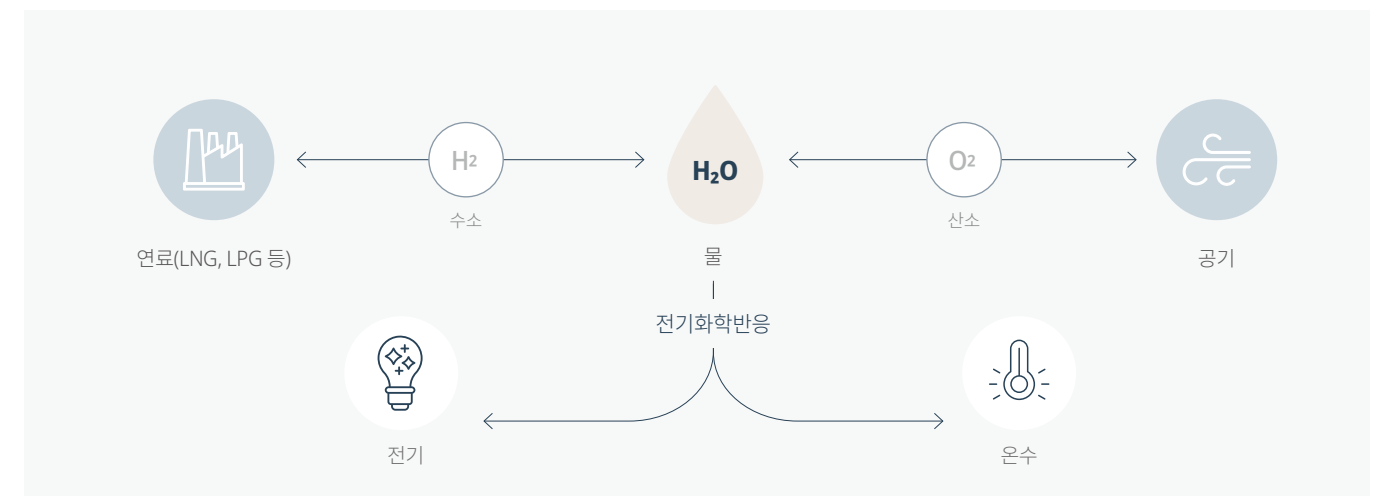 H2
H₂O
O2
수소
산소
연료(LNG, LPG 등)
물
공기
전기화학반응
전기
온수